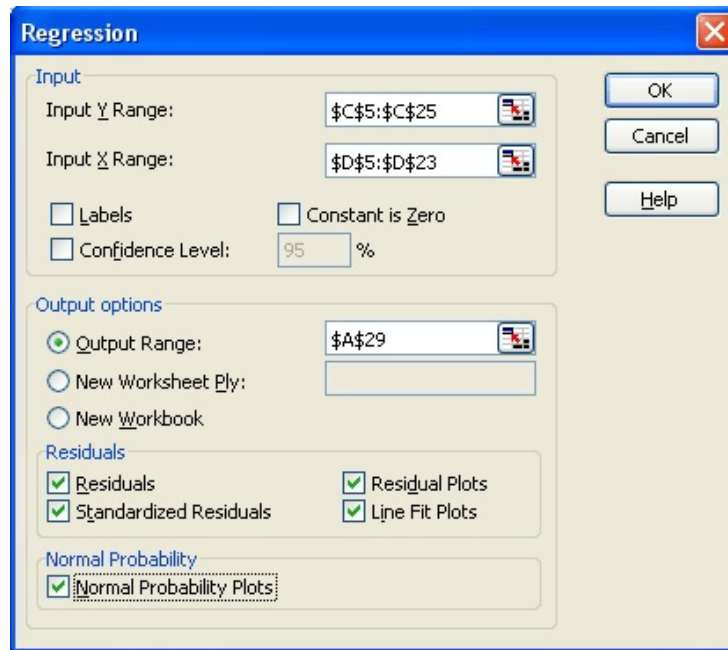 Regression
Input
Input Y Range:
$C$5:$C$25
OK
Input X Range:
$D$5:$D$23
Cancel
Help
Labels
Constant is Zero
Confidence Level:
95
%
Output options
Output Range:
$A$29
New Worksheet Ply:
New Workbook
Residuals
Residuals
Residual Plots
Standardized Residuals
Line Fit Plots
Normal Probability
Normal Probability Plots